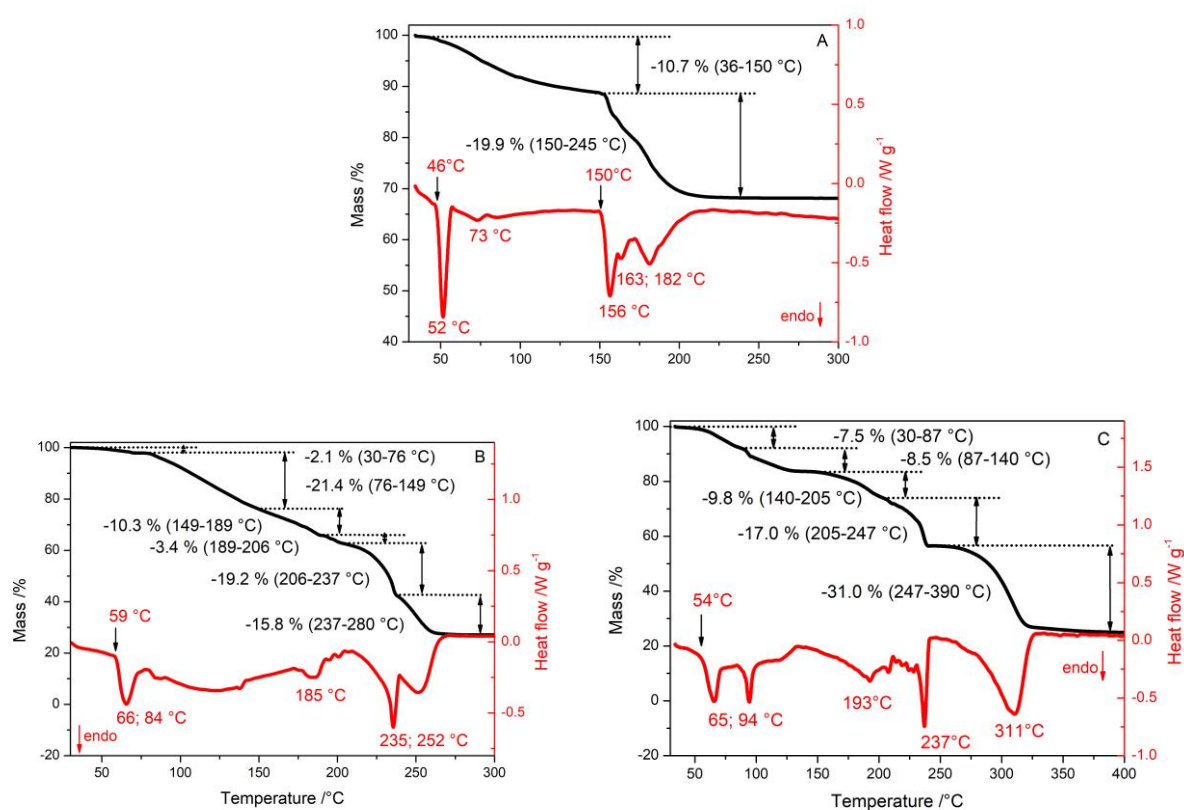 A
100
90
80
70
60
50
40
Mass /%
-10.7 % (36-150 °C)
-19.9 % (150-245 °C)
46°C
150°C
73 °C
163; 182 °C
156 °C
52 °C
endo
1.0
0.5
0.0
-0.5
-1.0
Heat flow /W g⁻¹
50 100 150 200 250 300
B
100
80
60
40
20
0
-20
Mass /%
-2.1 % (30-76 °C)
-21.4 % (76-149 °C)
-10.3 % (149-189 °C)
-3.4 % (189-206 °C)
-19.2 % (206-237 °C)
-15.8 % (237-280 °C)
59 °C
185 °C
66; 84 °C
235; 252 °C
endo
1.0
0.5
0.0
-0.5
Heat flow /W g⁻¹
50 100 150 200 250 300
Temperature /°C
C
100
80
60
40
20
0
-20
Mass /%
-7.5 % (30-87 °C)
-8.5 % (87-140 °C)
-9.8 % (140-205 °C)
-17.0 % (205-247 °C)
-31.0 % (247-390 °C)
54°C
65; 94 °C
193°C
237°C
311°C
endo
1.5
1.0
0.5
0.0
-0.5
-1.0
Heat flow /W g⁻¹
50 100 150 200 250 300 350 400
Temperature /°C